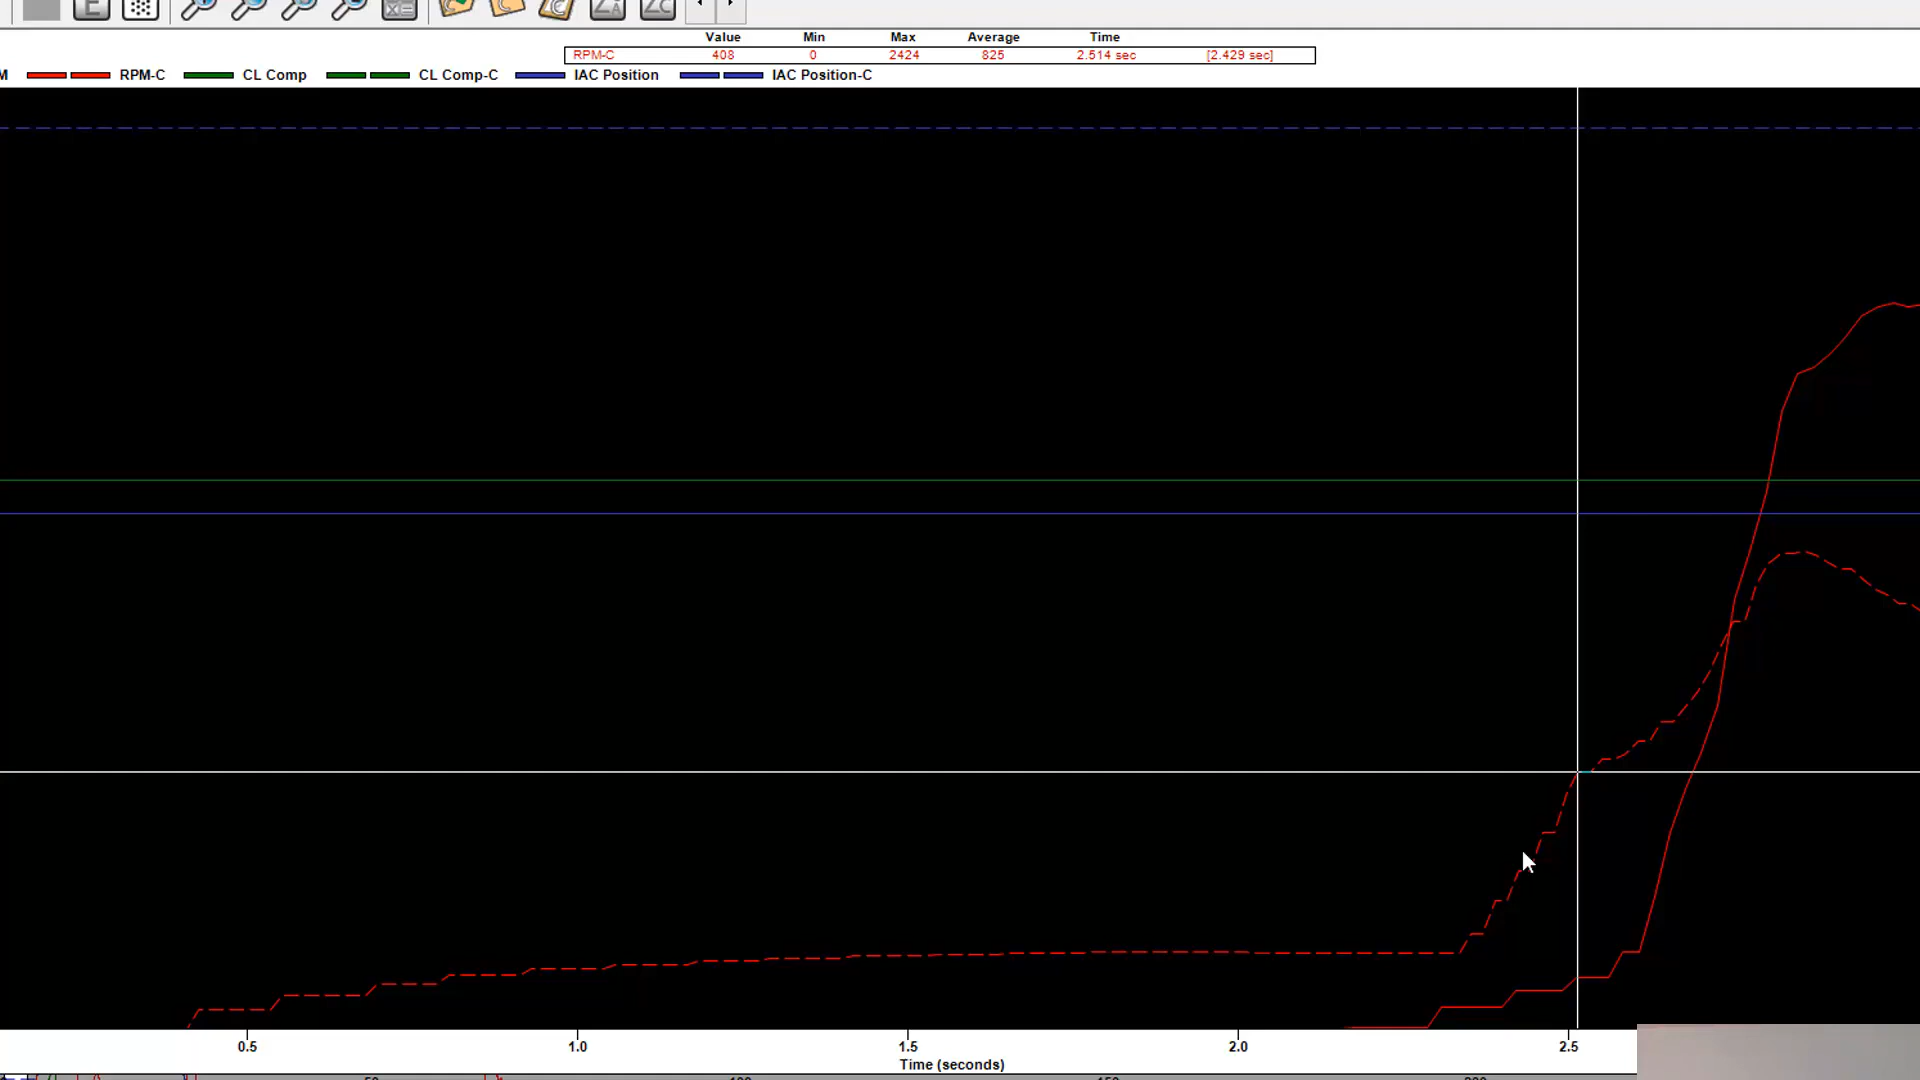 E
Value Min Max Average Time
RPM-C 408 0 2424 825 2.514 sec [2.429 sec]
M RPM-C CL Comp CL Comp-C IAC Position IAC Position-C
0.5 1.0 1.5 2.0 2.5
Time (seconds)